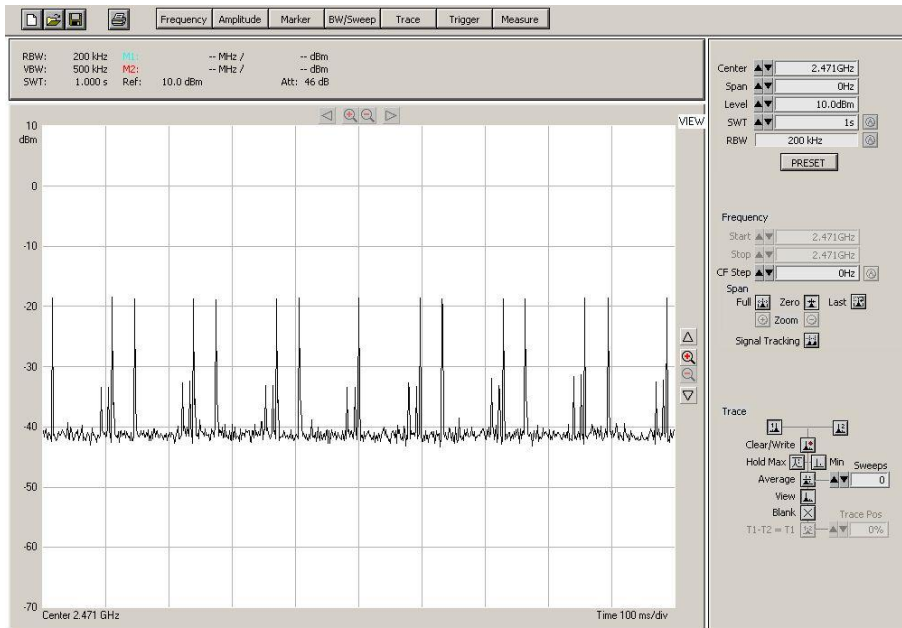 Frequency Amplitude Marker BW/Sweep Trace Trigger Measure
RBW: 200 kHz M1: -- MHz / -- dBm
VBW: 500 kHz M2: -- MHz / -- dBm
SWT: 1.000 s Ref: 10.0 dBm Att: 46 dB
VIEW
10
dBm
0
-10
-20
-30
-40
-50
-60
-70
Center 2.471 GHz
Time 100 ms/div
Center 2.471GHz
Span 0Hz
Level 10.0dBm
SWT 1s
RBW 200 kHz
PRESET
Frequency
Start 2.471GHz
Stop 2.471GHz
CF Step 0Hz
Span
Full Zero Last
Zoom
Signal Tracking
Trace
1 2
Clear/Write
Hold Max Min Sweeps
Average 0
View
Blank Trace Pos
T1-T2 = T1 0%